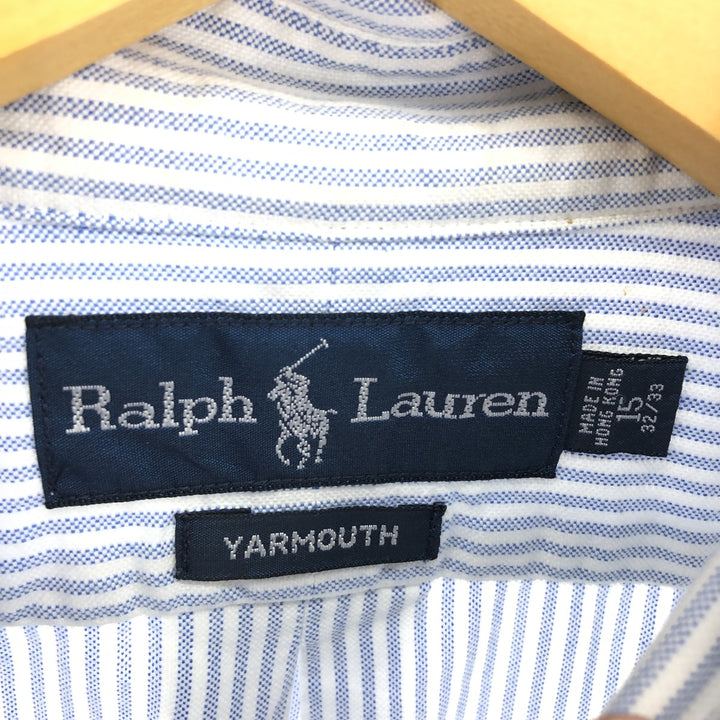 Ralph Lauren
MADE IN
HONG KONG
15
32/33
YARMOUTH